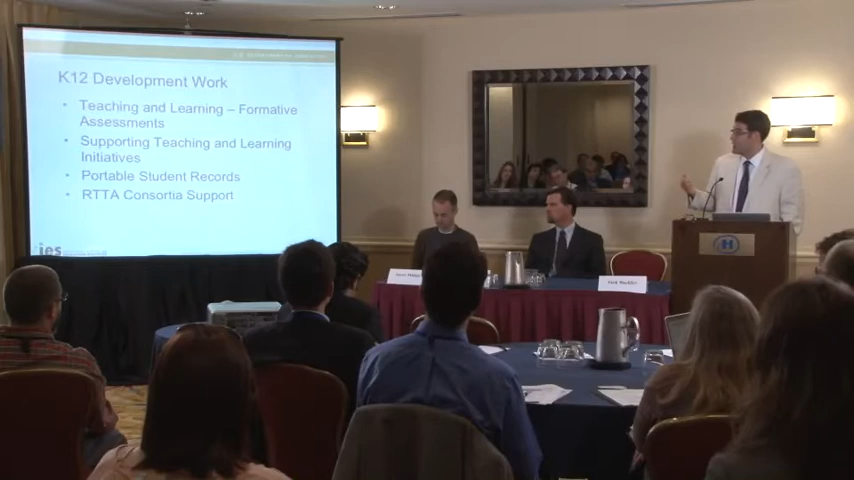 K12 Development Work
Teaching and Learning – Formative
Assessments
Supporting Teaching and Learning
Initiatives
Portable Student Records
RTTA Consortia Support
ies
H